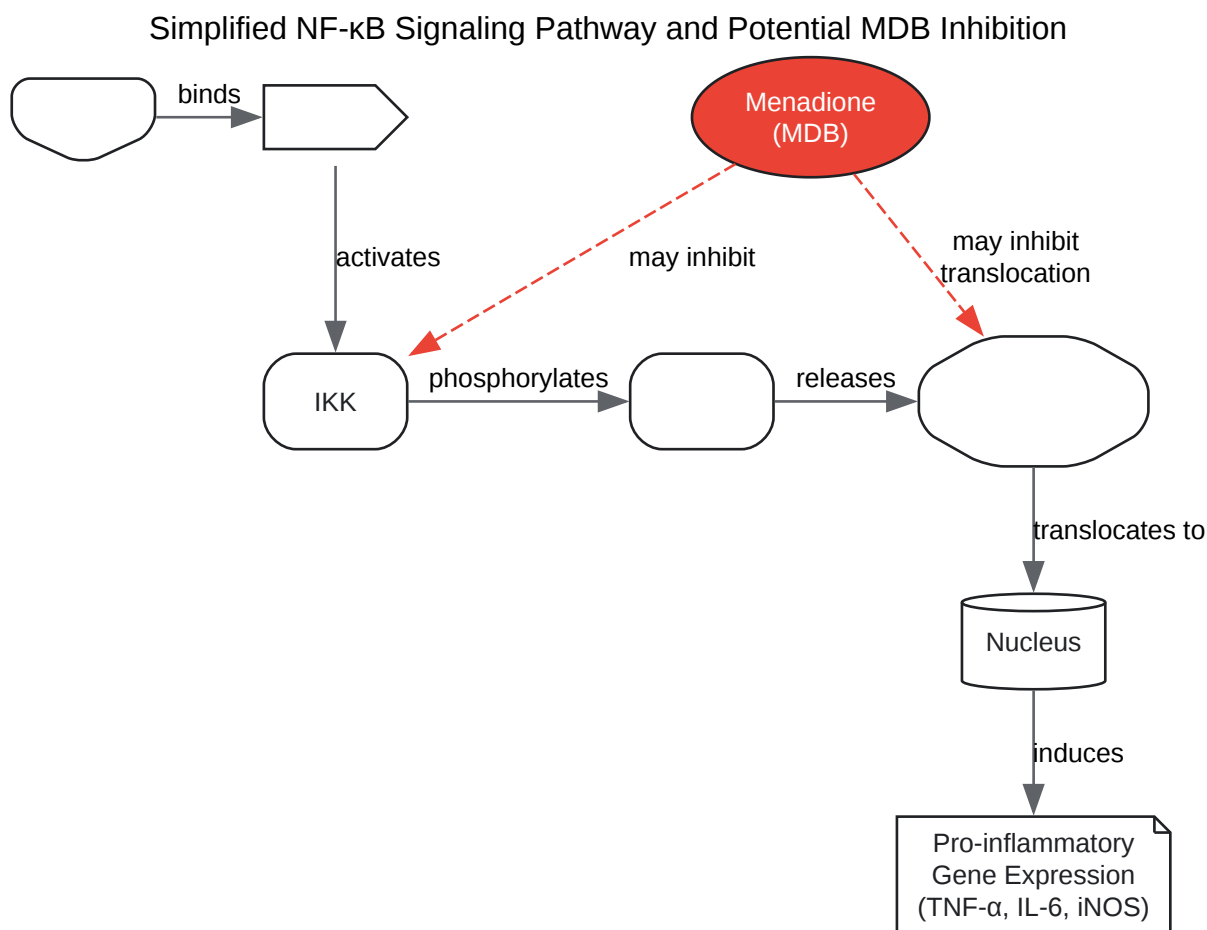 Simplified NF-κB Signaling Pathway and Potential MDB Inhibition
binds
Menadione
(MDB)
activates
may inhibit
may inhibit
translocation
IKK
phosphorylates
releases
translocates to
Nucleus
induces
Pro-inflammatory
Gene Expression
(TNF-α, IL-6, iNOS)